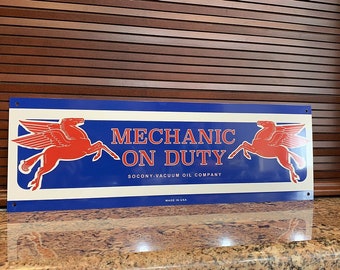 MECHANIC
ON DUTY
SOCONY-VACUUM OIL COMPANY
MADE IN USA